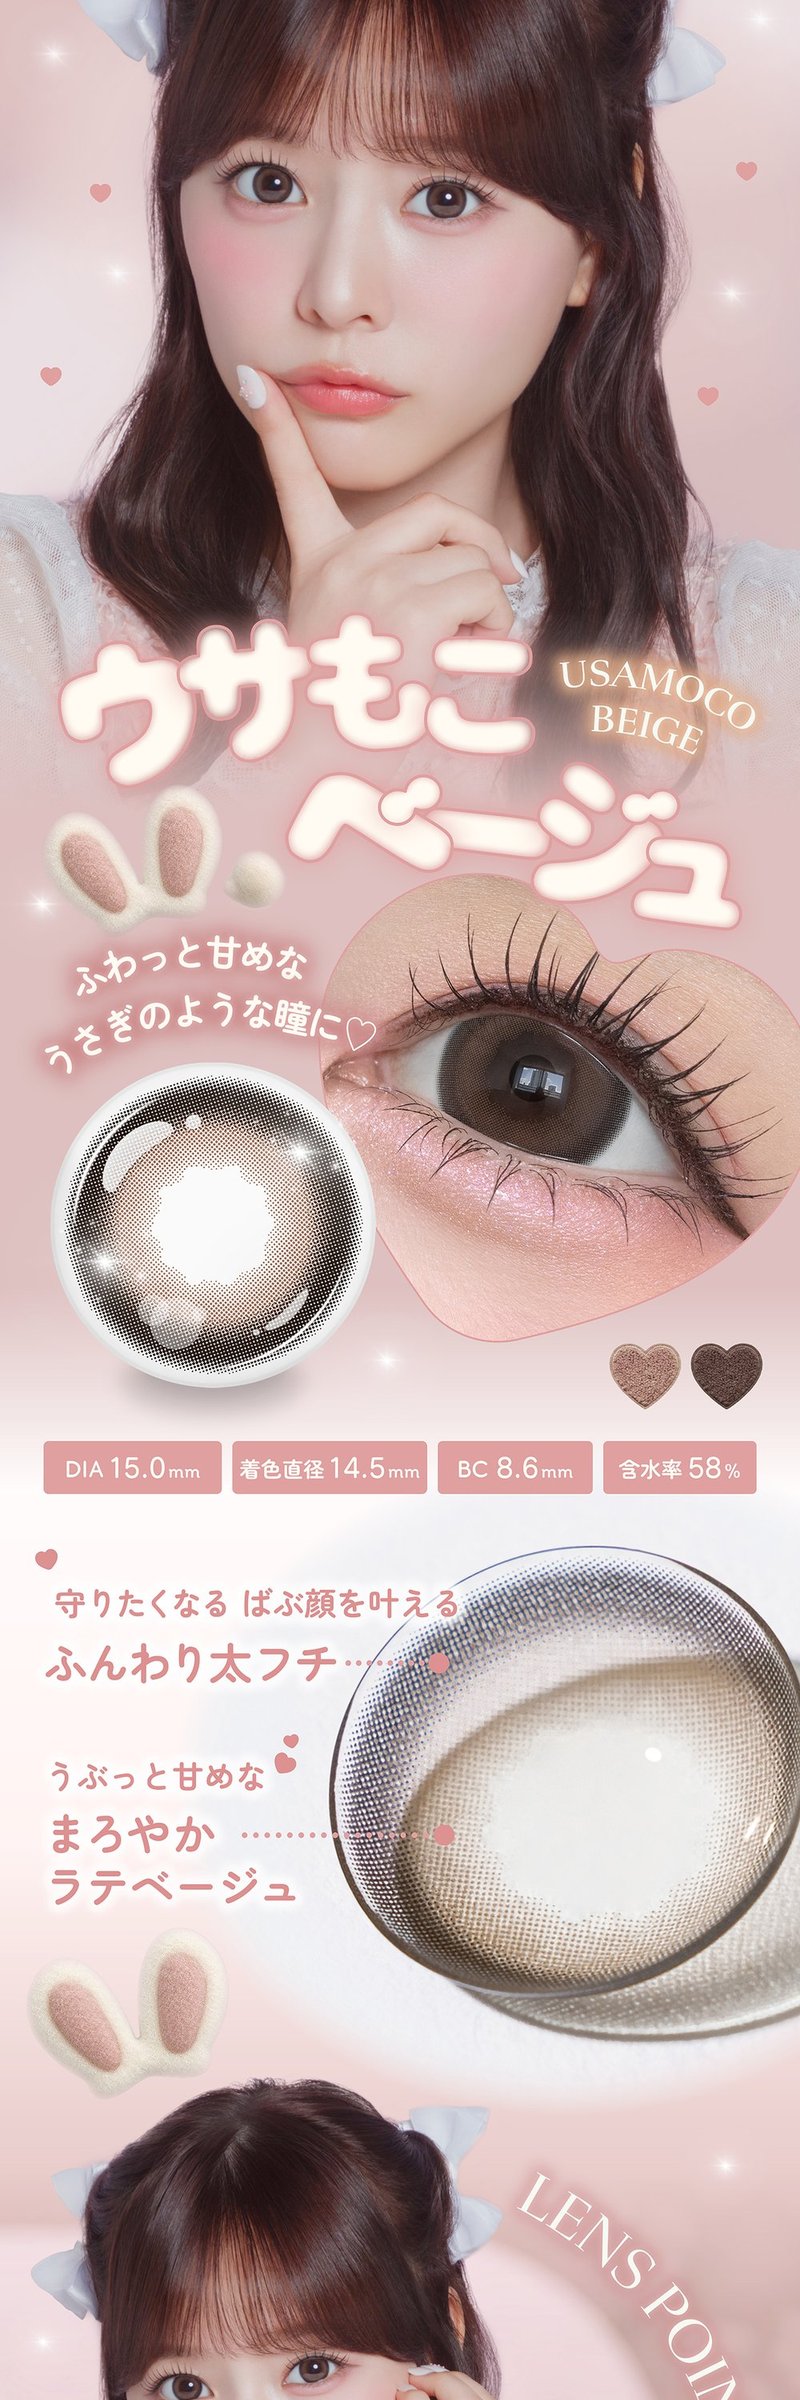 ウサもこ
ベージュ
USAMOCO
BEIGE
ふわっと甘めな
うさぎのような瞳に♡
DIA 15.0mm
着色直径 14.5mm
BC 8.6mm
含水率 58%
守りたくなる ばぶ顔を叶える
ふんわり太フチ
うぶっと甘めな
まろやか
ラテベージュ
LENS POIN